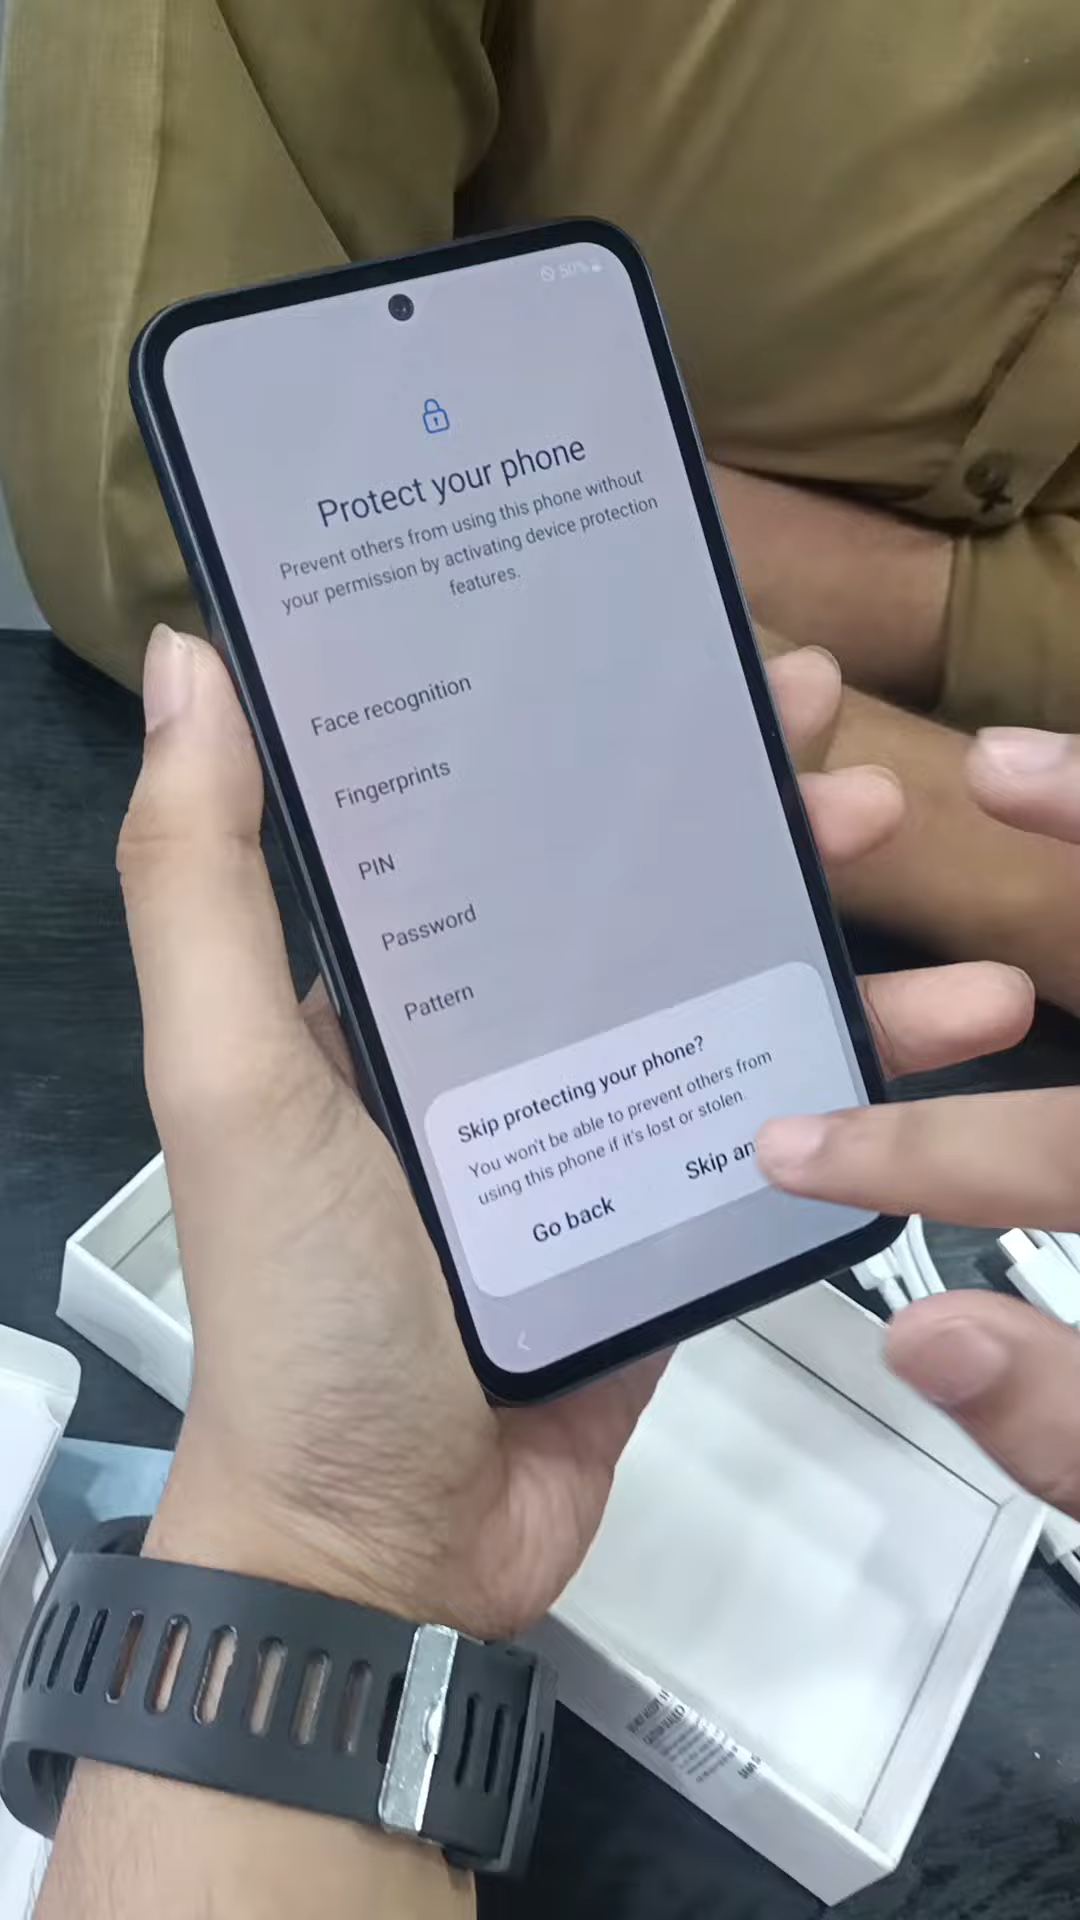 50%
Protect your phone
Prevent others from using this phone without
your permission by activating device protection
features.
Face recognition
Fingerprints
PIN
Password
Pattern
Skip protecting your phone?
You won't be able to prevent others from
using this phone if it's lost or stolen.
Go back
Skip an